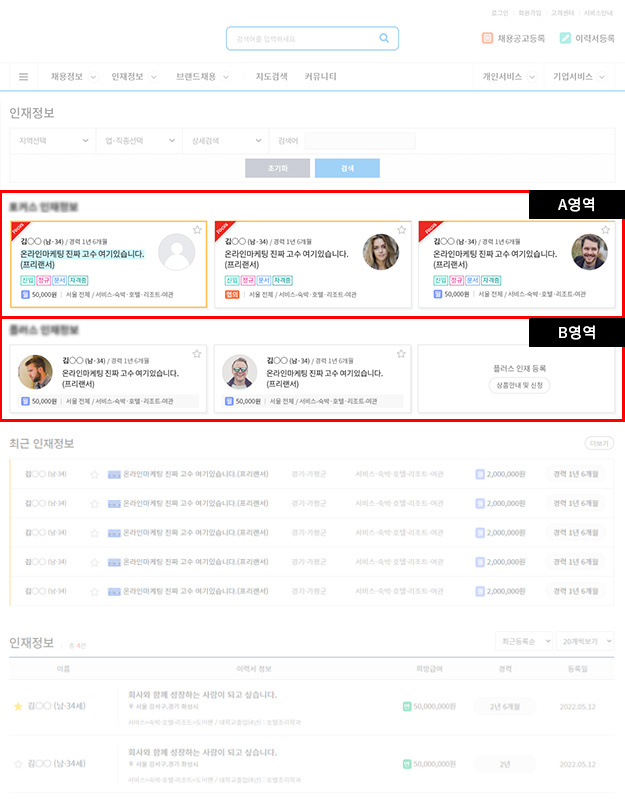 로그인 | 회원가입 | 고객센터 | 서비스안내
검색어를 입력하세요
채용공고등록 이력서등록
채용정보 인재정보 브랜드채용 지도검색 커뮤니티 개인서비스 기업서비스
인재정보
지역선택 업·직종선택 상세검색 검색어
초기화 검색
A영역
포커스 인재정보
Focus
김○○ (남·34) / 경력 1년 6개월
온라인마케팅 진짜 고수 여기있습니다.
(프리랜서)
신입 정규 문서 자격증
월 50,000원 | 서울 전체 / 서비스-숙박·호텔·리조트-여관
Focus
김○○ (남·34) / 경력 1년 6개월
온라인마케팅 진짜 고수 여기있습니다.
(프리랜서)
신입 정규 문서 자격증
협의 | 서울 전체 / 서비스-숙박·호텔·리조트-여관
Focus
김○○ (남·34) / 경력 1년 6개월
온라인마케팅 진짜 고수 여기있습니다.
(프리랜서)
신입 정규 문서 자격증
월 50,000원 | 서울 전체 / 서비스-숙박·호텔·리조트-여관
B영역
플러스 인재정보
김○○ (남·34) / 경력 1년 6개월
온라인마케팅 진짜 고수 여기있습니다.
(프리랜서)
월 50,000원 | 서울 전체 / 서비스-숙박·호텔·리조트-여관
김○○ (남·34) / 경력 1년 6개월
온라인마케팅 진짜 고수 여기있습니다.
(프리랜서)
월 50,000원 | 서울 전체 / 서비스-숙박·호텔·리조트-여관
플러스 인재 등록
상품안내 및 신청
최근 인재정보 더보기
김○○ (남·34) 온라인마케팅 진짜 고수 여기있습니다.(프리랜서) 경기-가평군 서비스-숙박·호텔·리조트-여관 월 2,000,000원 경력 1년 6개월
김○○ (남·34) 온라인마케팅 진짜 고수 여기있습니다.(프리랜서) 경기-가평군 서비스-숙박·호텔·리조트-여관 월 2,000,000원 경력 1년 6개월
김○○ (남·34) 온라인마케팅 진짜 고수 여기있습니다.(프리랜서) 경기-가평군 서비스-숙박·호텔·리조트-여관 월 2,000,000원 경력 1년 6개월
김○○ (남·34) 온라인마케팅 진짜 고수 여기있습니다.(프리랜서) 경기-가평군 서비스-숙박·호텔·리조트-여관 월 2,000,000원 경력 1년 6개월
김○○ (남·34) 온라인마케팅 진짜 고수 여기있습니다.(프리랜서) 경기-가평군 서비스-숙박·호텔·리조트-여관 월 2,000,000원 경력 1년 6개월
인재정보 총 4건 최근등록순 20개씩보기
이름 이력서 정보 희망급여 경력 등록일
회사와 함께 성장하는 사람이 되고 싶습니다.
김○○ (남·34세) 서울 강서구,경기 화성시 연 50,000,000원 2년 6개월 2022.05.12
서비스>숙박·호텔·리조트>도어맨 / 대학교졸업(4년) : 호텔조리학과
회사와 함께 성장하는 사람이 되고 싶습니다.
김○○ (남·34세) 서울 강서구,경기 화성시 연 50,000,000원 2년 2022.05.12
서비스>숙박·호텔·리조트>도어맨 / 대학교졸업(4년) : 호텔조리학과